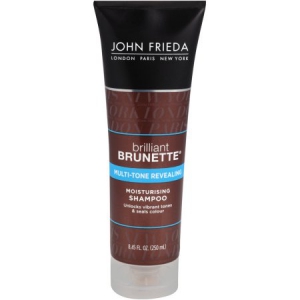 JOHN FRIEDA
LONDON PARIS NEW YORK
brilliant
BRUNETTE®
MULTI-TONE REVEALING
MOISTURISING
SHAMPOO
Unlocks vibrant tones
& seals colour
8.45 fl. oz. (250 ml)